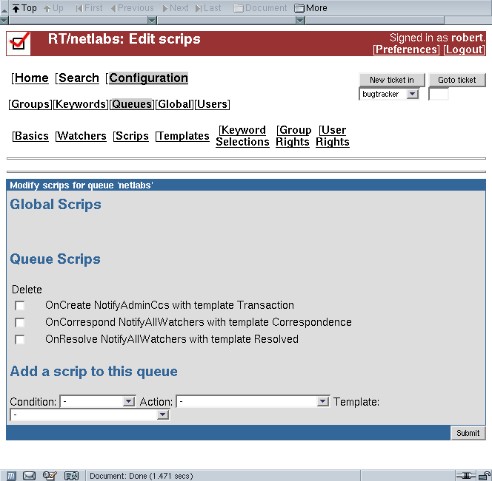 Top Up First Previous Next Last Document More
RT/netlabs: Edit scrips
Signed in as robert.
[Preferences] [Logout]
[Home [Search [Configuration
New ticket in
Goto ticket
bugtracker
[Groups][Keywords][Queues][Global][Users]
[Basics [Watchers [Scrips [Templates [Keyword Selections [Group Rights [User Rights
Modify scrips for queue 'netlabs'
Global Scrips
Queue Scrips
Delete
OnCreate NotifyAdminCcs with template Transaction
OnCorrespond NotifyAllWatchers with template Correspondence
OnResolve NotifyAllWatchers with template Resolved
Add a scrip to this queue
Condition: - Action: - Template:
-
Submit
Document: Done (1.471 secs)